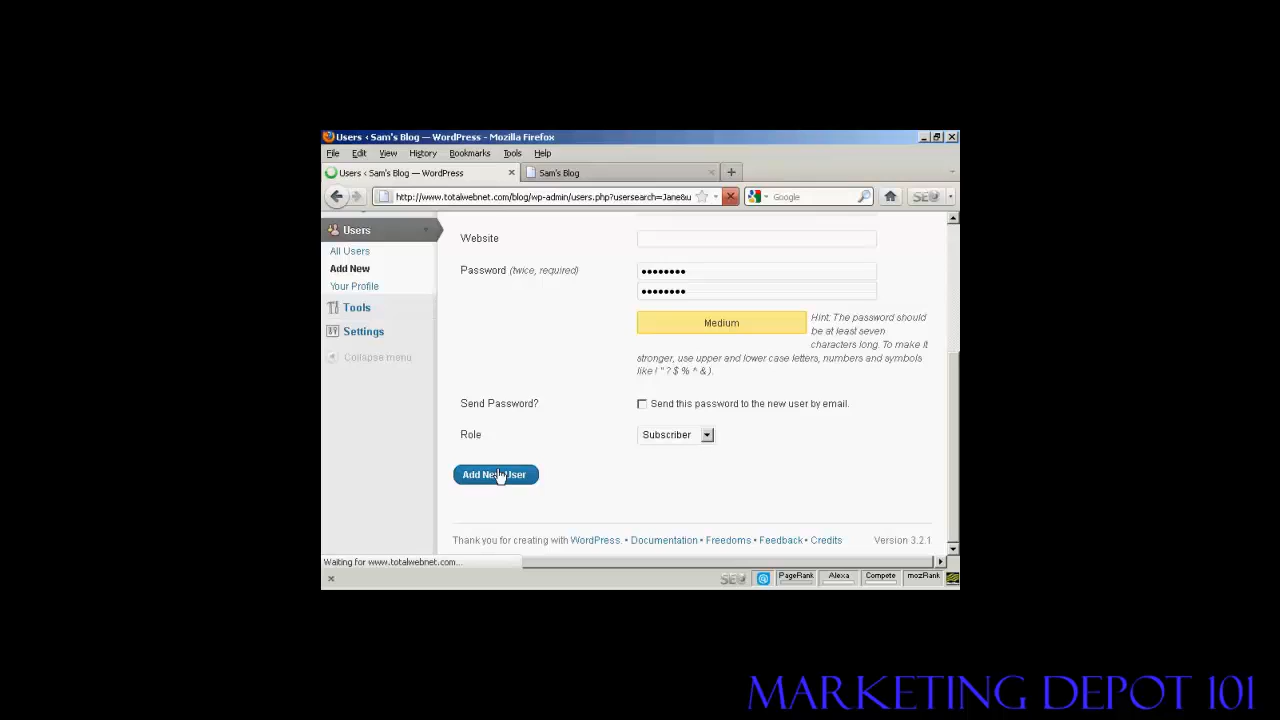 Users ‹ Sam's Blog — WordPress - Mozilla Firefox
File Edit View History Bookmarks Tools Help
Users ‹ Sam's Blog — WordPress Sam's Blog
http://www.totalwebnet.com/blog/wp-admin/users.php?usersearch=Jane&u Google SEO
Users
All Users
Add New
Your Profile
Tools
Settings
Collapse menu
Website
Password (twice, required)
Medium
Hint: The password should
be at least seven
characters long. To make it
stronger, use upper and lower case letters, numbers and symbols
like ! " ? $ % ^ & ).
Send Password? Send this password to the new user by email.
Role Subscriber
Add New User
Thank you for creating with WordPress. • Documentation • Freedoms • Feedback • Credits Version 3.2.1
Waiting for www.totalwebnet.com...
SEO PageRank Alexa Compete mozRank
MARKETING DEPOT 101